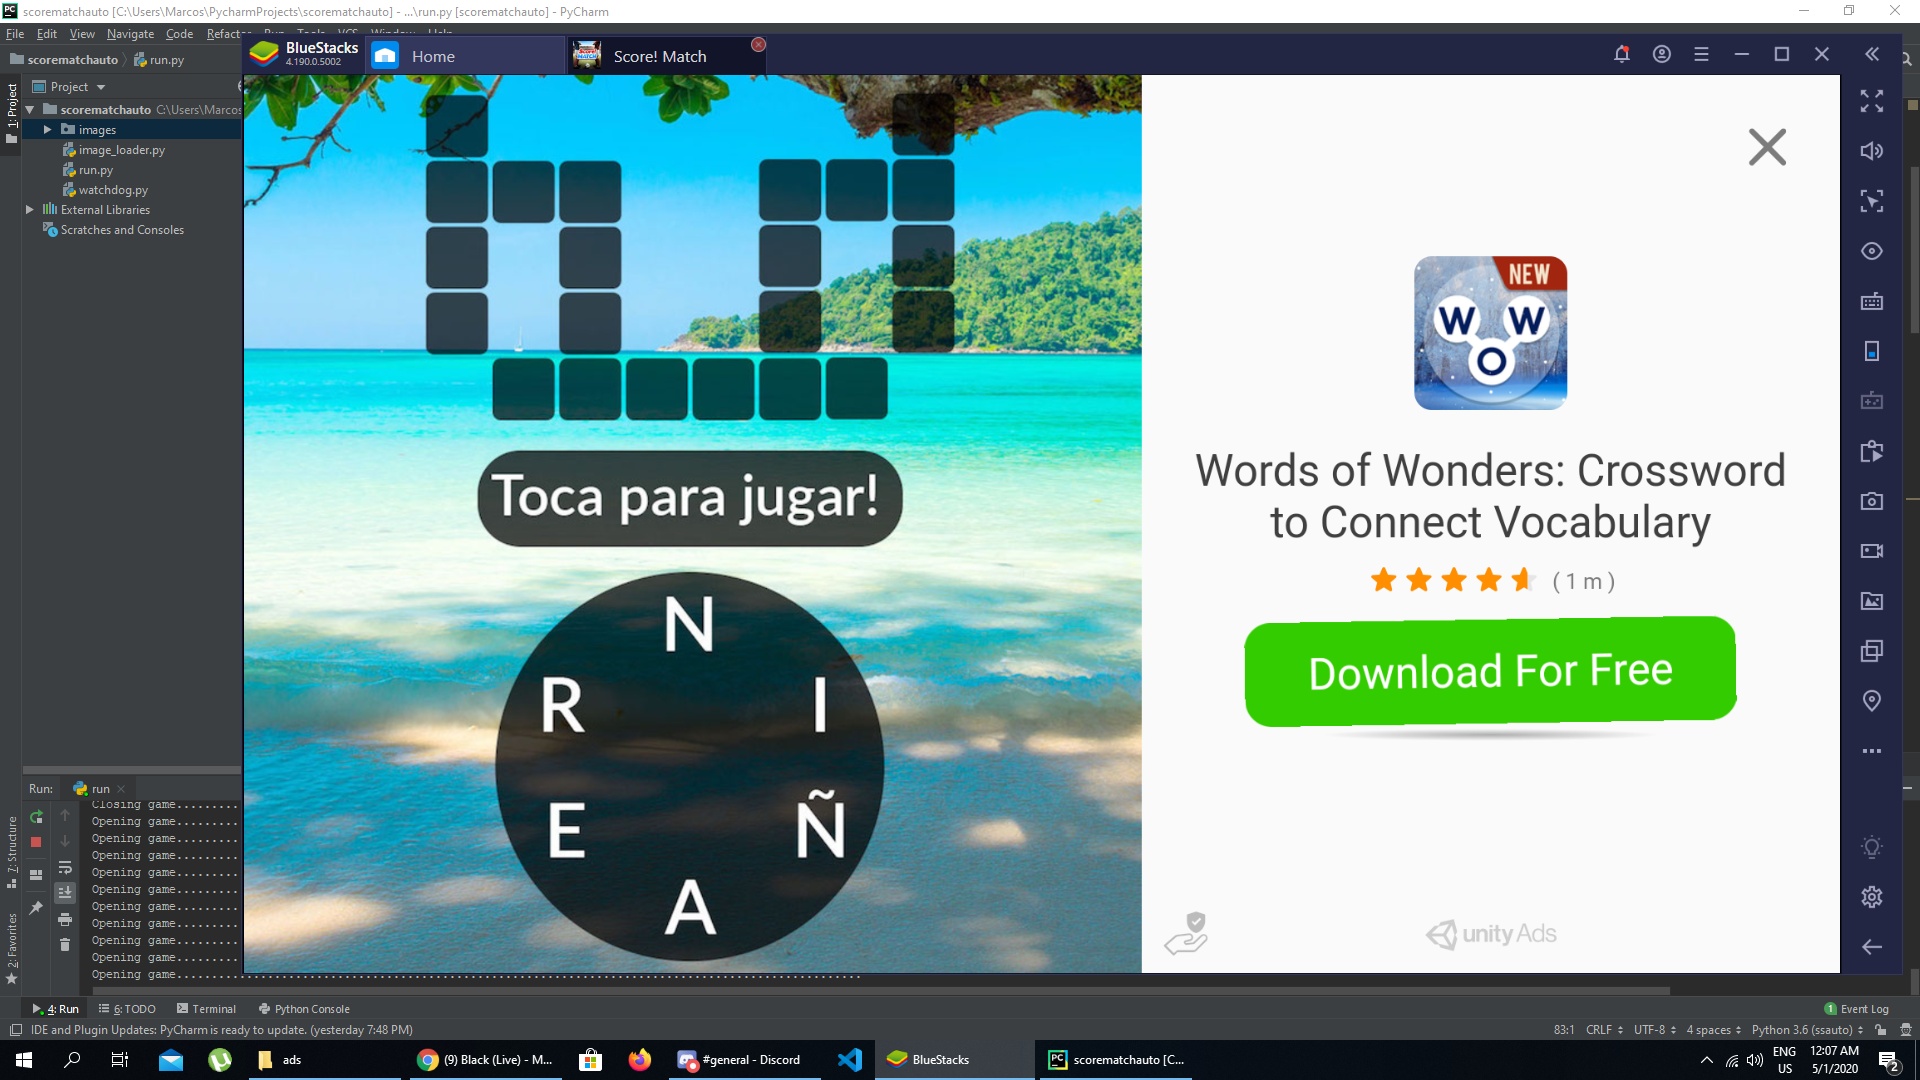 scorematchauto [C:\Users\Marcos\PycharmProjects\scorematchauto] - ...\run.py [scorematchauto] - PyCharm
File Edit View Navigate Code Refactor
BlueStacks
4.190.0.5002
Home
Score! Match
scorematchauto
run.py
Project
1: Project
scorematchauto C:\Users\Marcos
images
image_loader.py
run.py
watchdog.py
External Libraries
Scratches and Consoles
NEW
W W
O
Words of Wonders: Crossword
to Connect Vocabulary
( 1 m )
Download For Free
unityAds
Toca para jugar!
N
R I
E Ñ
A
Run: run
Closing game.........
Opening game.........
Opening game.........
Opening game.........
Opening game.........
Opening game.........
Opening game.........
Opening game.........
Opening game.........
Opening game.........
Opening game..................................................................................................
7: Structure
2: Favorites
4: Run 6: TODO Terminal Python Console
1 Event Log
IDE and Plugin Updates: PyCharm is ready to update. (yesterday 7:48 PM)
83:1 CRLF UTF-8 4 spaces Python 3.6 (ssauto)
ads
(9) Black (Live) - M...
#general - Discord
BlueStacks
scorematchauto [C...
ENG
US
12:07 AM
5/1/2020
2